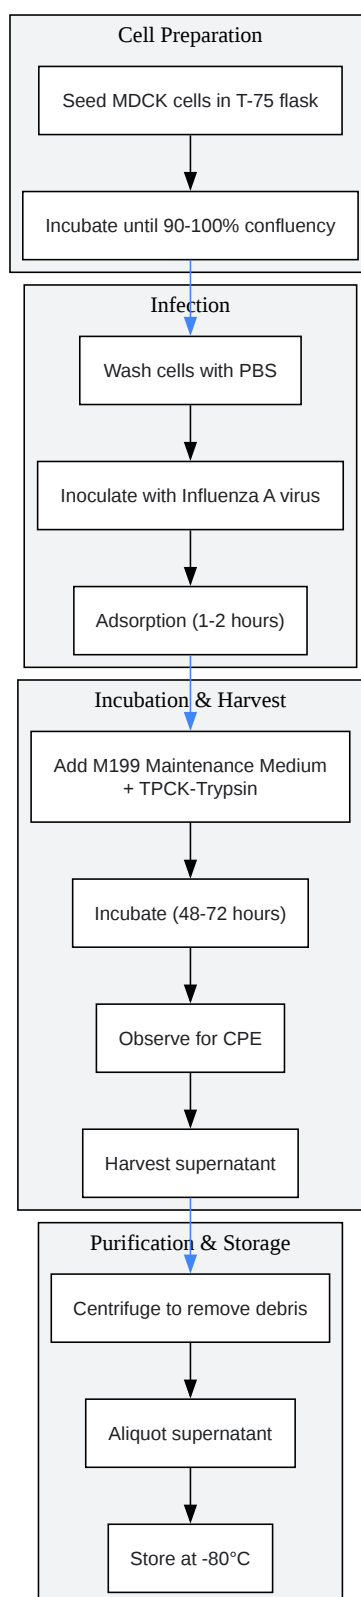 Cell Preparation
Seed MDCK cells in T-75 flask
Incubate until 90-100% confluency
Infection
Wash cells with PBS
Inoculate with Influenza A virus
Adsorption (1-2 hours)
Incubation & Harvest
Add M199 Maintenance Medium
+ TPCK-Trypsin
Incubate (48-72 hours)
Observe for CPE
Harvest supernatant
Purification & Storage
Centrifuge to remove debris
Aliquot supernatant
Store at -80°C